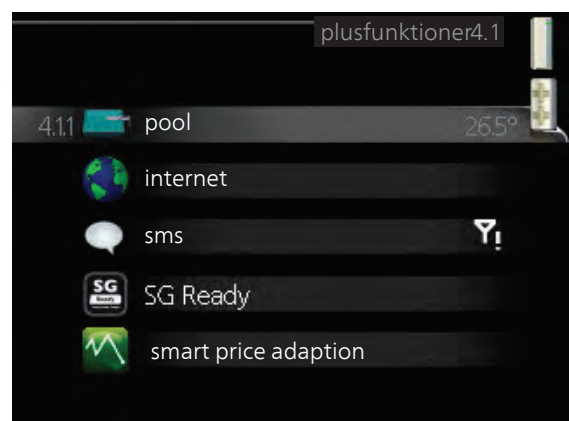 plusfunktioner4.1
4.1.1 pool 26.5°
internet
sms
SG Ready
SG Ready
smart price adaption